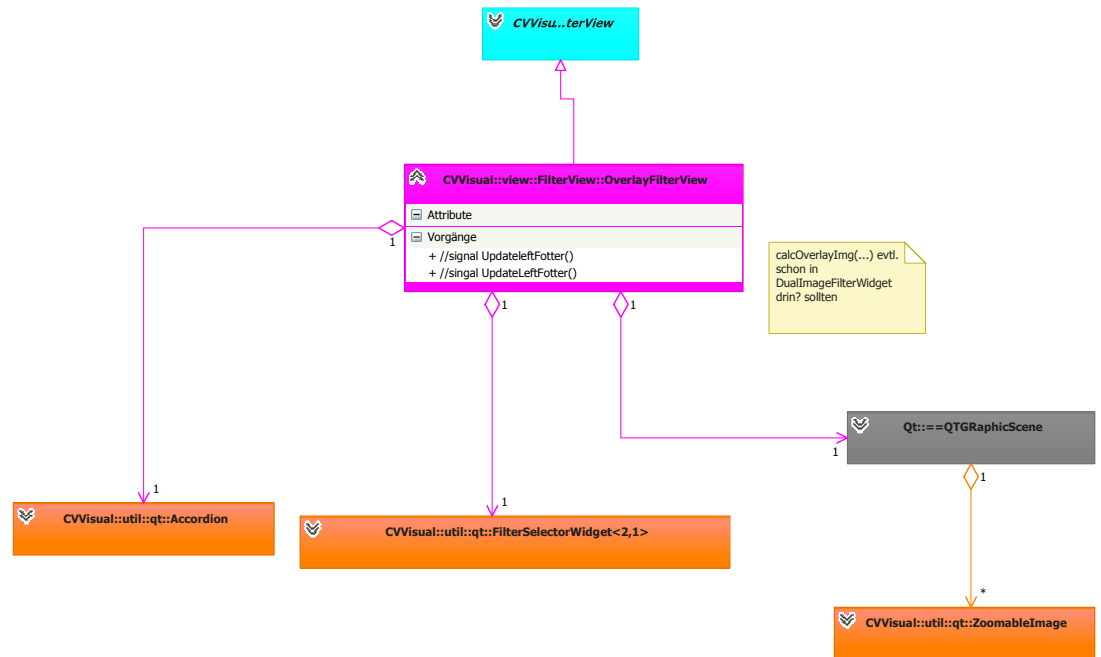 CVVisu...terView
CVVisual::view::FilterView::OverlayFilterView
Attribute
Vorgänge
+ //signal UpdateleftFotter()
+ //singal UpdateLeftFotter()
1
1
1
calcOverlayImg(...) evtl.
schon in
DualImageFilterWidget
drin? sollten
Qt::==QTGRaphicScene
1
1
1
1
CVVisual::util::qt::Accordion
CVVisual::util::qt::FilterSelectorWidget<2,1>
*
CVVisual::util::qt::ZoomableImage